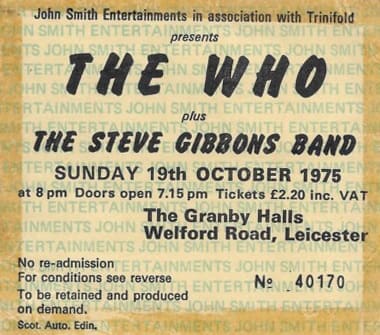 John Smith Entertainments in association with Trinifold
presents
THE WHO
plus
THE STEVE GIBBONS BAND
SUNDAY 19th OCTOBER 1975
at 8 pm Doors open 7.15 pm Tickets £2.20 inc. VAT
The Granby Halls
Welford Road, Leicester
No re-admission
For conditions see reverse
Nº 40170
To be retained and produced
on demand.
Scot. Auto. Edin.